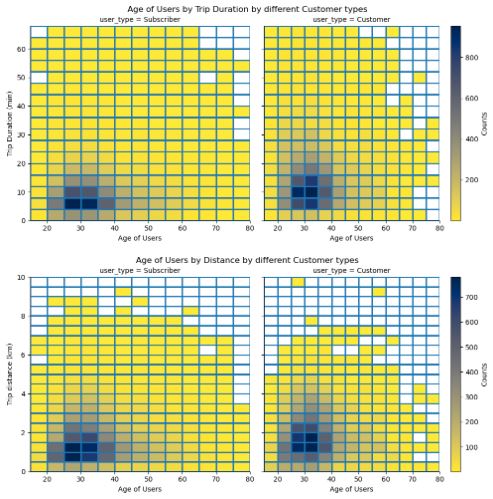 Age of Users by Trip Duration by different Customer types
user_type = Subscriber
user_type = Customer
Trip Duration (min)
60
50
40
30
20
10
0
20 30 40 50 60 70 80
Age of Users
20 30 40 50 60 70 80
Age of Users
800
600
400
200
Counts
Age of Users by Distance by different Customer types
user_type = Subscriber
user_type = Customer
Trip distance (km)
10
8
6
4
2
0
20 30 40 50 60 70 80
Age of Users
20 30 40 50 60 70 80
Age of Users
700
600
500
400
300
200
100
Counts